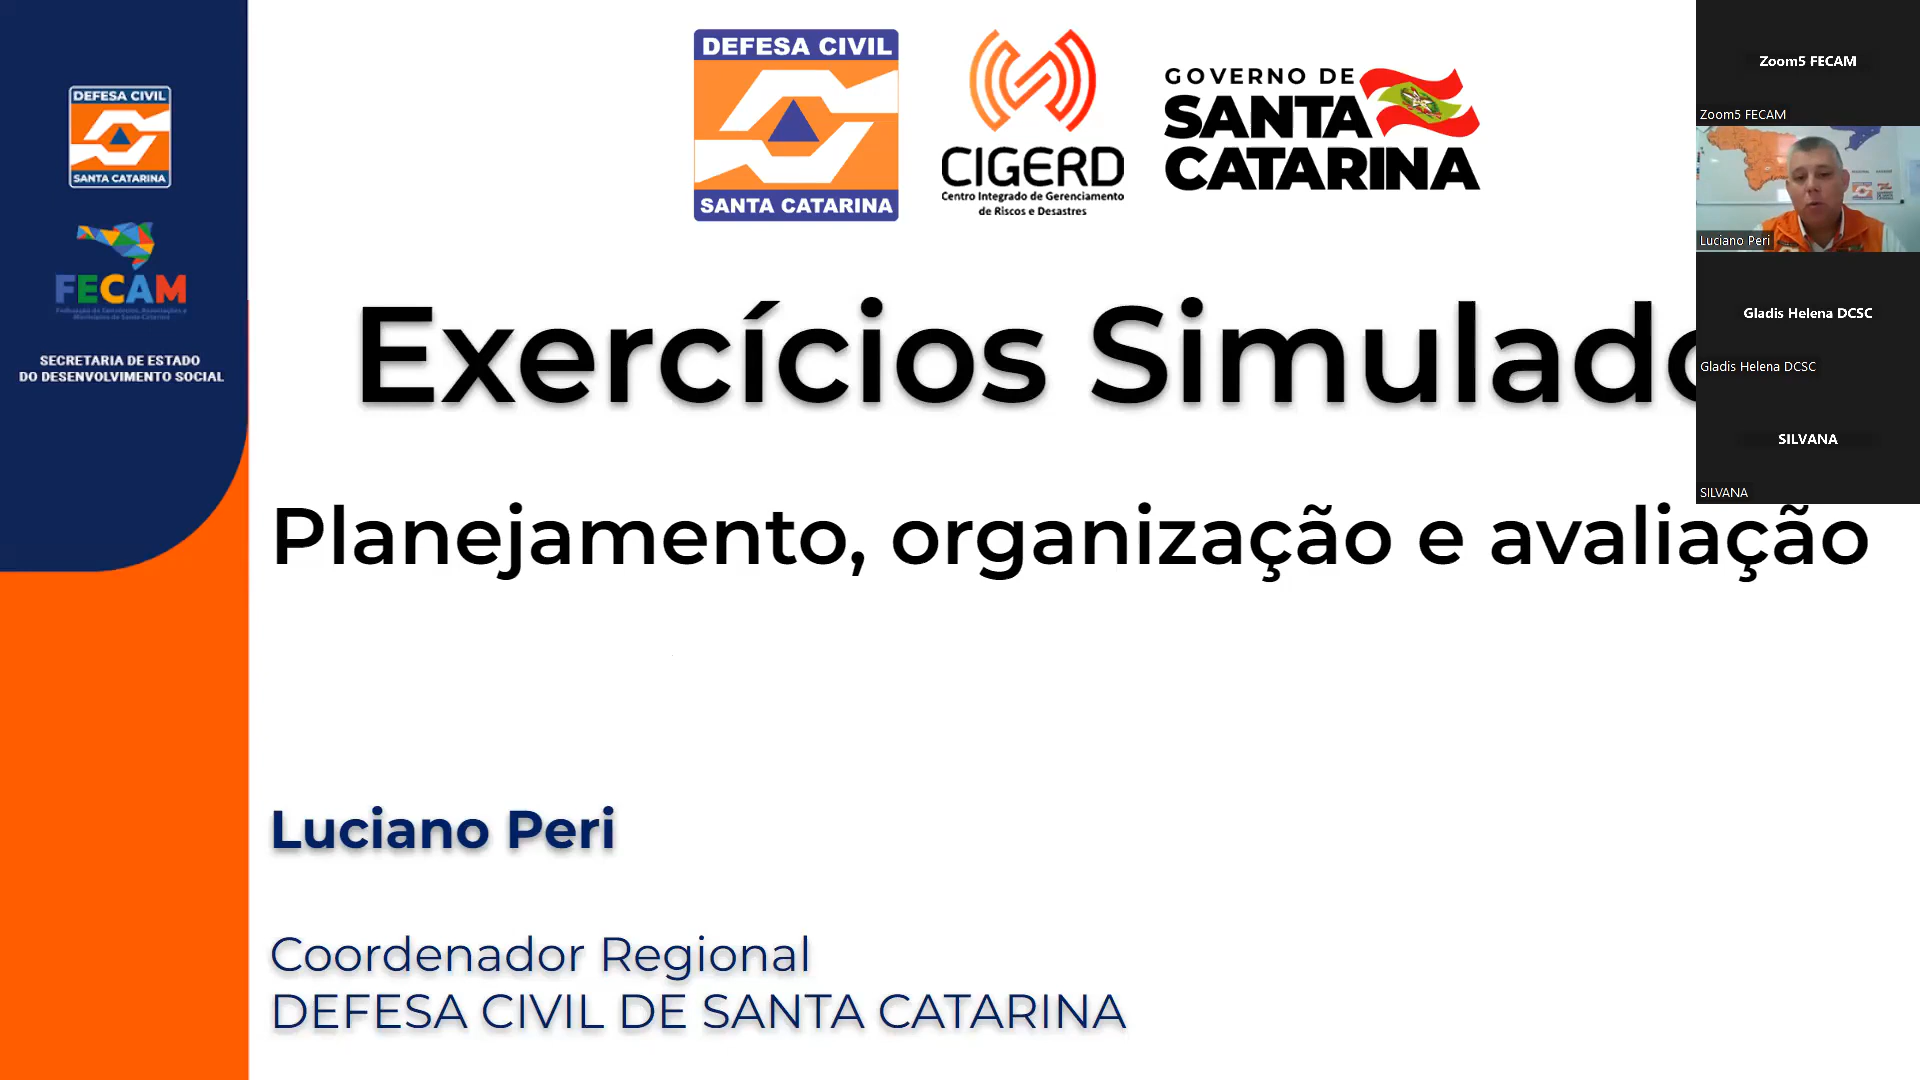 DEFESA CIVIL
SANTA CATARINA
FECAM
SECRETARIA DE ESTADO
DO DESENVOLVIMENTO SOCIAL
DEFESA CIVIL
SANTA CATARINA
CIGERD
Centro Integrado de Gerenciamento
de Riscos e Desastres
GOVERNO DE
SANTA
CATARINA
Exercícios Simulado
Planejamento, organização e avaliação
Luciano Peri
Coordenador Regional
DEFESA CIVIL DE SANTA CATARINA
Zoom5 FECAM
Zoom5 FECAM
Luciano Peri
Gladis Helena DCSC
Gladis Helena DCSC
SILVANA
SILVANA